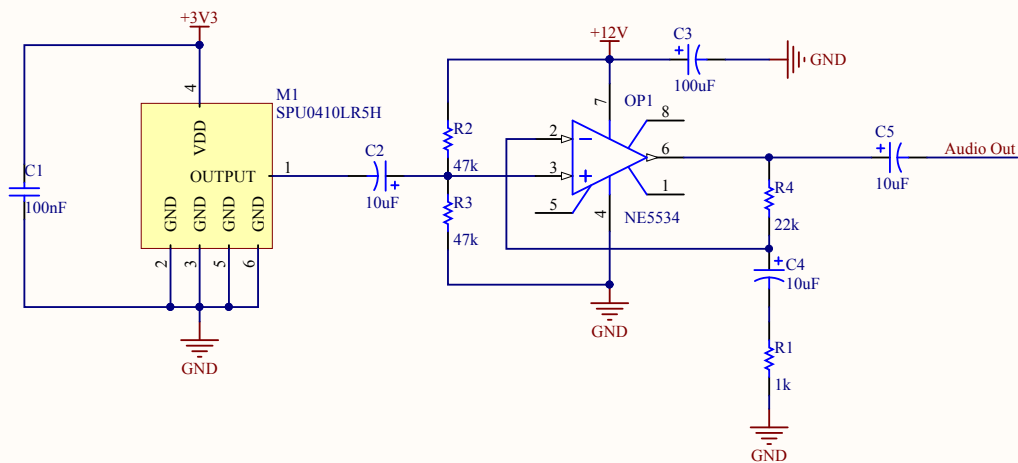 +3V3
4
M1
SPU0410LR5H
VDD
OUTPUT
1
GND
GND
GND
GND
2
3
5
6
GND
C1
100nF
C2
10uF
R2
47k
R3
47k
+12V
C3
100uF
GND
7
OP1
8
2
3
6
5
4
1
NE5534
GND
R4
22k
C4
10uF
R1
1k
GND
C5
10uF
Audio Out